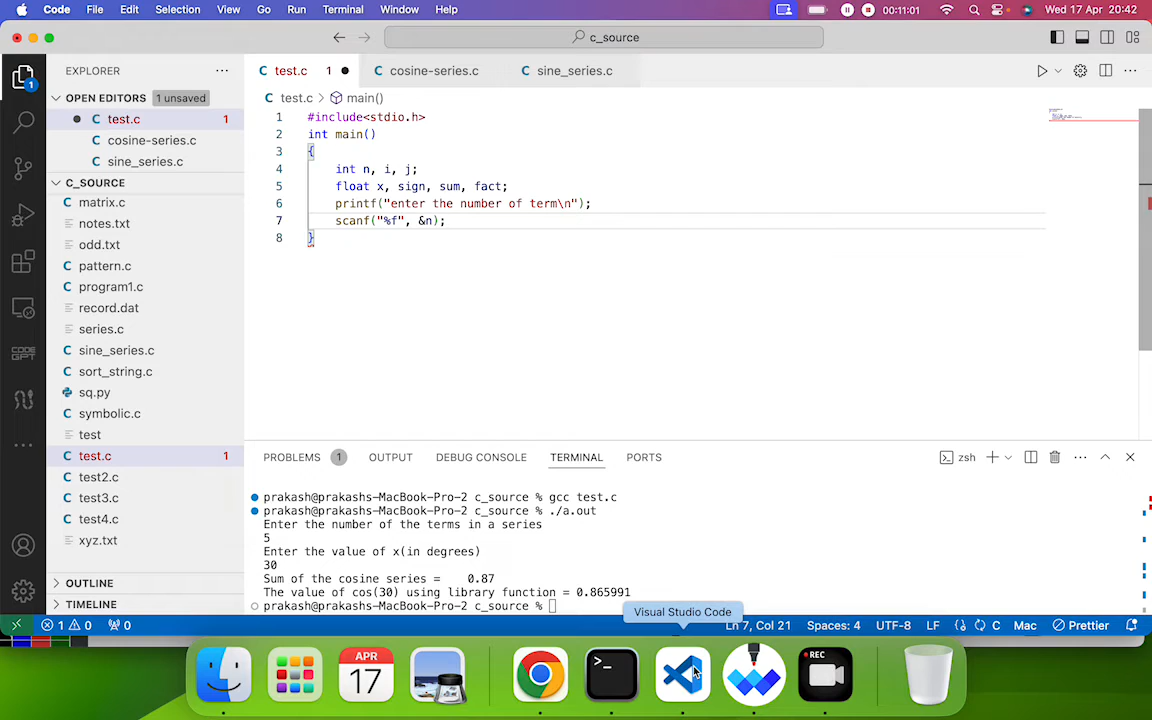 Code File Edit Selection View Go Run Terminal Window Help 00:11:01 Wed 17 Apr 20:42
c_source
EXPLORER
test.c 1 cosine-series.c sine_series.c
OPEN EDITORS 1 unsaved
test.c 1
cosine-series.c
sine_series.c
C_SOURCE
matrix.c
notes.txt
odd.txt
pattern.c
program1.c
record.dat
series.c
sine_series.c
sort_string.c
sq.py
symbolic.c
test
test.c 1
test2.c
test3.c
test4.c
xyz.txt
OUTLINE
TIMELINE
1
CODE
GPT
C test.c > main()
1 #include<stdio.h>
2 int main()
3 {
4 int n, i, j;
5 float x, sign, sum, fact;
6 printf("enter the number of term\n");
7 scanf("%f", &n);
8 }
PROBLEMS 1 OUTPUT DEBUG CONSOLE TERMINAL PORTS
zsh
prakash@prakashs-MacBook-Pro-2 c_source % gcc test.c
prakash@prakashs-MacBook-Pro-2 c_source % ./a.out
Enter the number of the terms in a series
5
Enter the value of x(in degrees)
30
Sum of the cosine series =    0.87
The value of cos(30) using library function = 0.865991
prakash@prakashs-MacBook-Pro-2 c_source %
Visual Studio Code
1 0 0 Ln 7, Col 21 Spaces: 4 UTF-8 LF {} C Mac Prettier
APR
17
REC